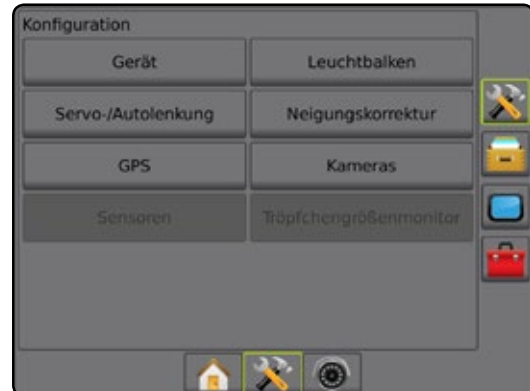 Konfiguration
Gerät Leuchtbalken
Servo-/Autolenkung Neigungskorrektur
GPS Kameras
Sensoren Tröpfchengrößenmonitor